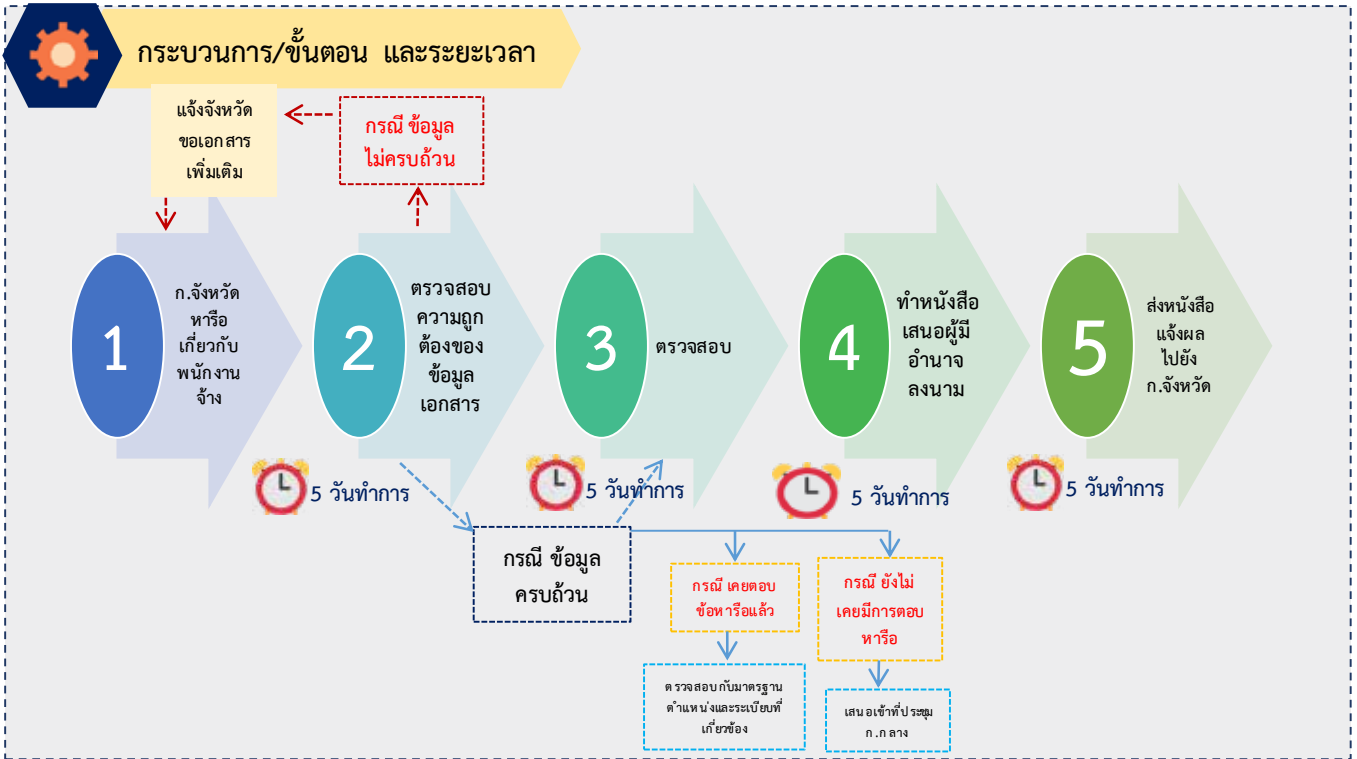 กระบวนการ/ขั้นตอน และระยะเวลา
แจ้งจังหวัด
ขอเอกสาร
เพิ่มเติม
กรณี ข้อมูล
ไม่ครบถ้วน
1
ก.จังหวัด
หารือ
เกี่ยวกับ
พนักงาน
จ้าง
2
ตรวจสอบ
ความถูก
ต้องของ
ข้อมูล
เอกสาร
3
ตรวจสอบ
4
ทำหนังสือ
เสนอผู้มี
อำนาจ
ลงนาม
5
ส่งหนังสือ
แจ้งผล
ไปยัง
ก.จังหวัด
5 วันทำการ
5 วันทำการ
5 วันทำการ
5 วันทำการ
กรณี ข้อมูล
ครบถ้วน
กรณี เคยตอบ
ข้อหารือแล้ว
กรณี ยังไม่
เคยมีการตอบ
หารือ
ตรวจสอบกับมาตรฐาน
ตำแหน่งและระเบียบที่
เกี่ยวข้อง
เสนอเข้าที่ประชุม
ก.กลาง